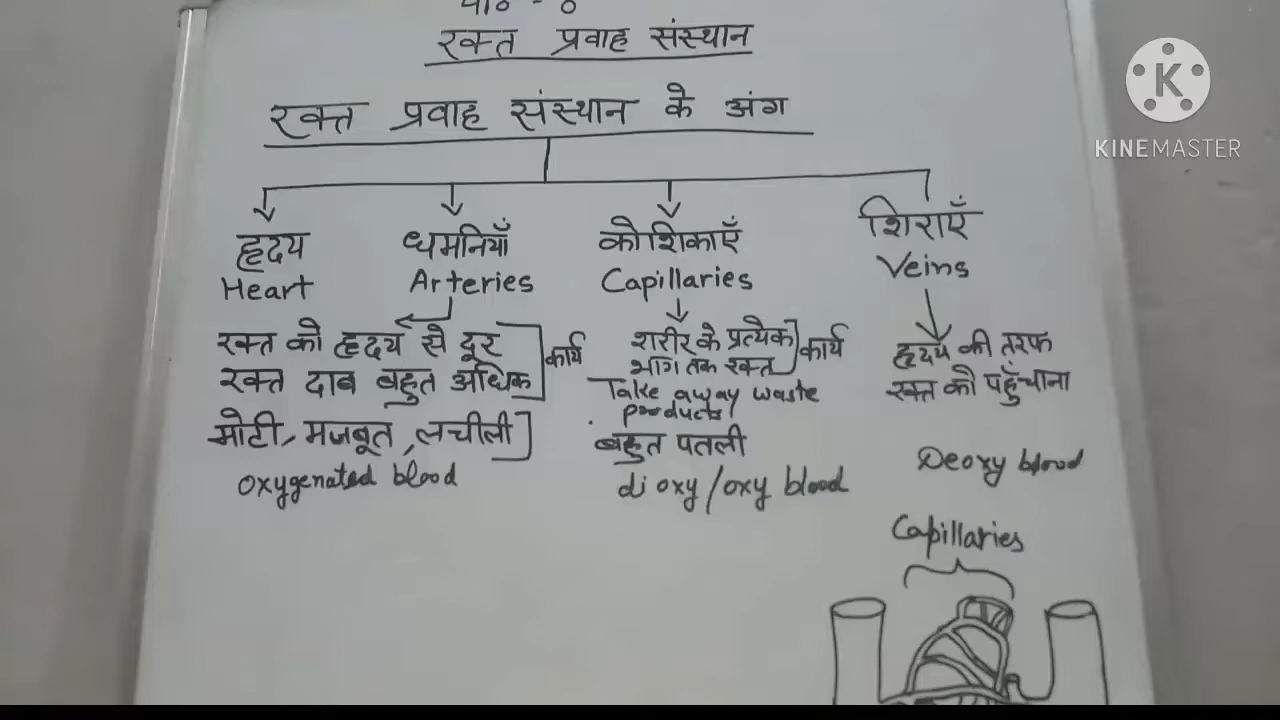 पा० - ०
रक्त प्रवाह संस्थान
K
KINEMASTER
रक्त प्रवाह संस्थान के अंग
हृदय
Heart
धमनियाँ
Arteries
रक्त को हृदय से दूर
रक्त दाब बहुत अधिक
कार्य
मोटी, मजबूत, लचीली
Oxygenated blood
कोशिकाएँ
Capillaries
शरीर के प्रत्येक
भाग तक रक्त
कार्य
Take away waste
products
बहुत पतली
di oxy/oxy blood
शिराएँ
Veins
हृदय की तरफ
रक्त को पहुँचाना
Deoxy blood
Capillaries